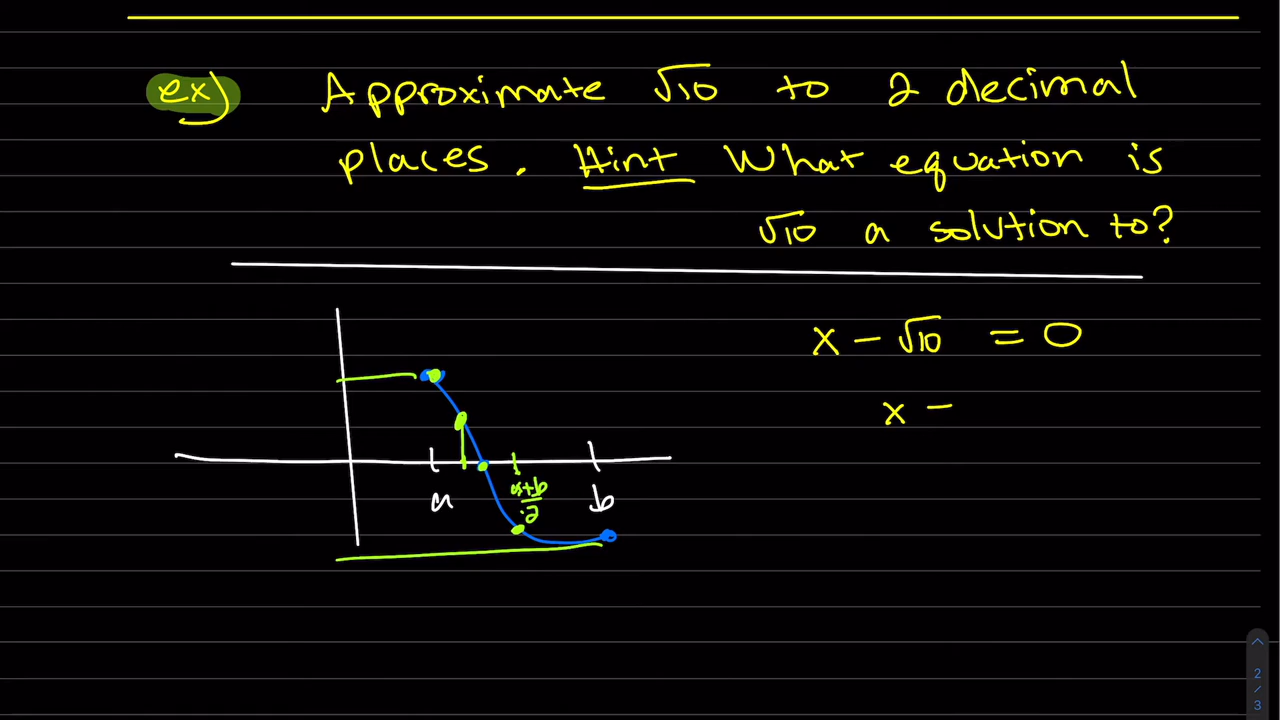 ex) Approximate √10 to 2 decimal
places. Hint What equation is
√10 a solution to?
x - √10 = 0
x -
a
a+b
2
b
2
/
3